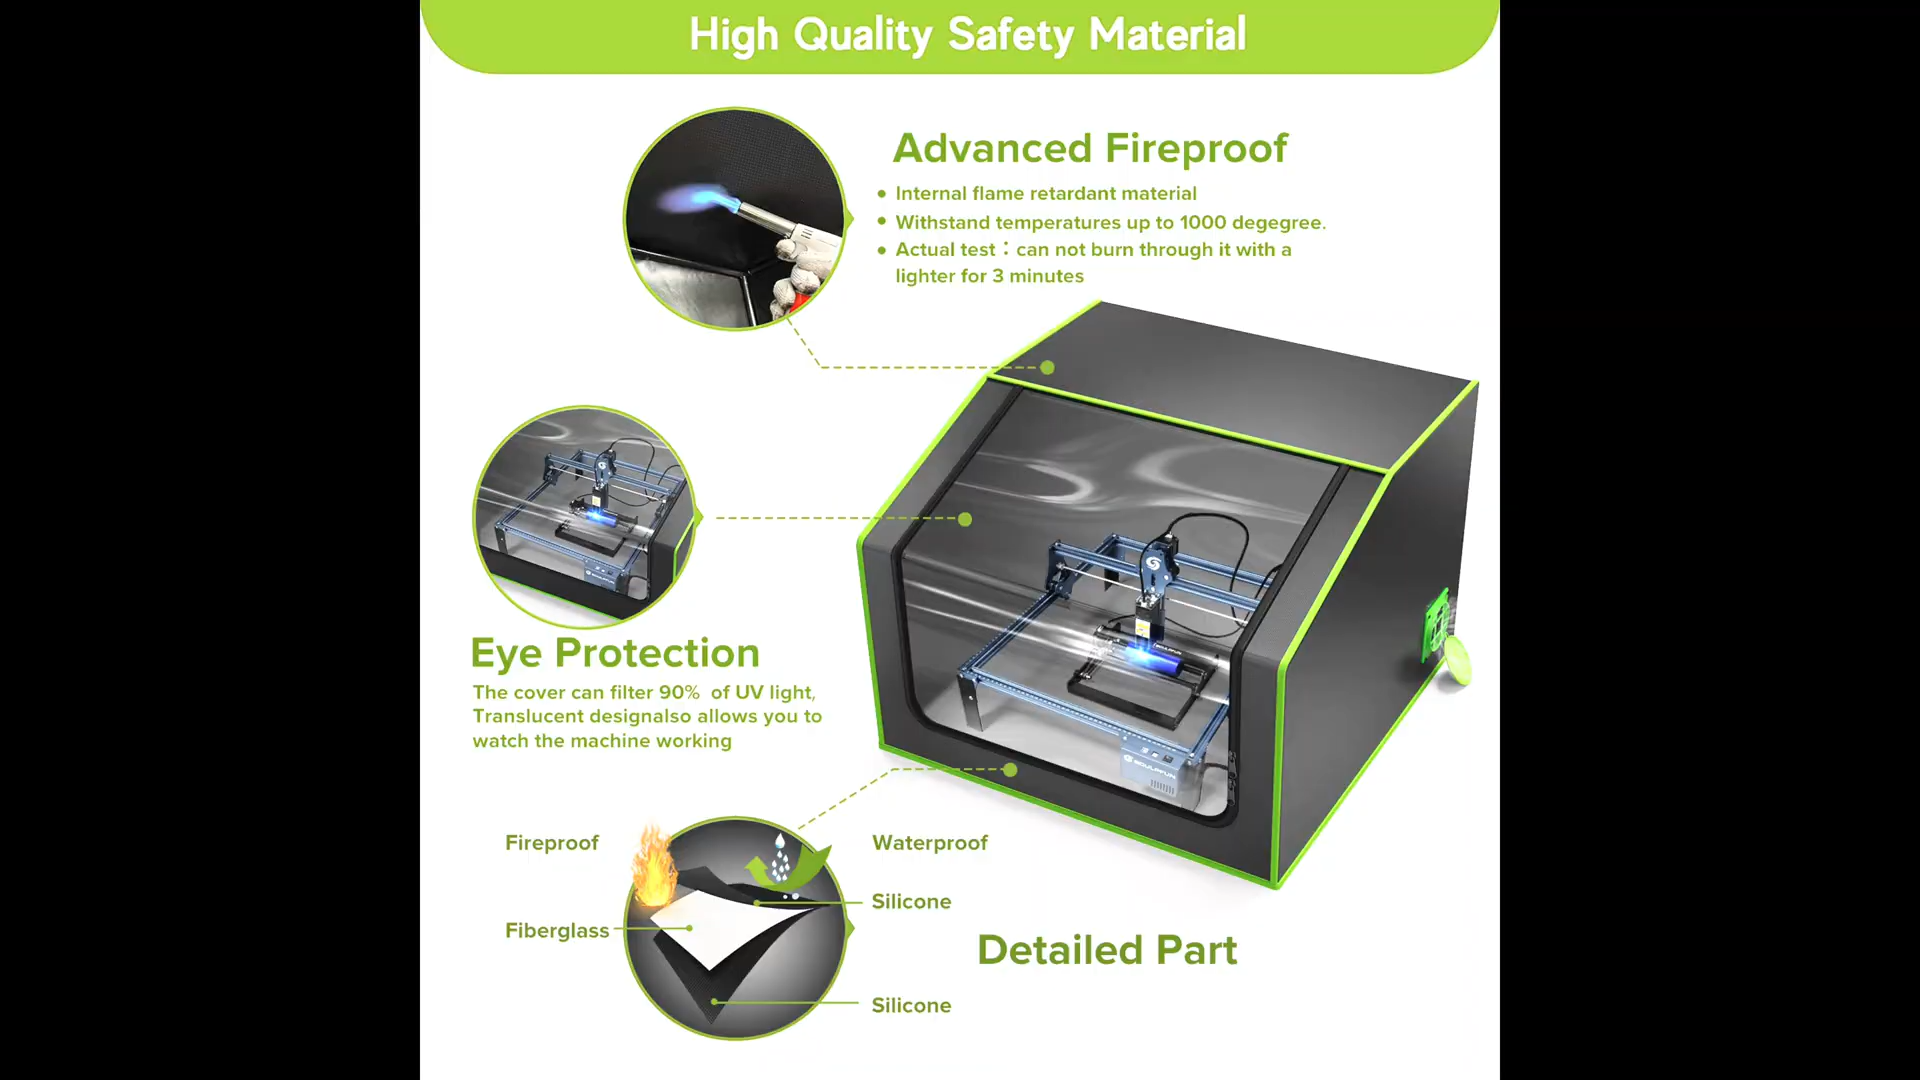 High Quality Safety Material
Advanced Fireproof
• Internal flame retardant material
• Withstand temperatures up to 1000 degegree.
• Actual test：can not burn through it with a
lighter for 3 minutes
Eye Protection
The cover can filter 90% of UV light,
Translucent designalso allows you to
watch the machine working
SCULPFUN
Fireproof
Waterproof
Silicone
Fiberglass
Detailed Part
Silicone